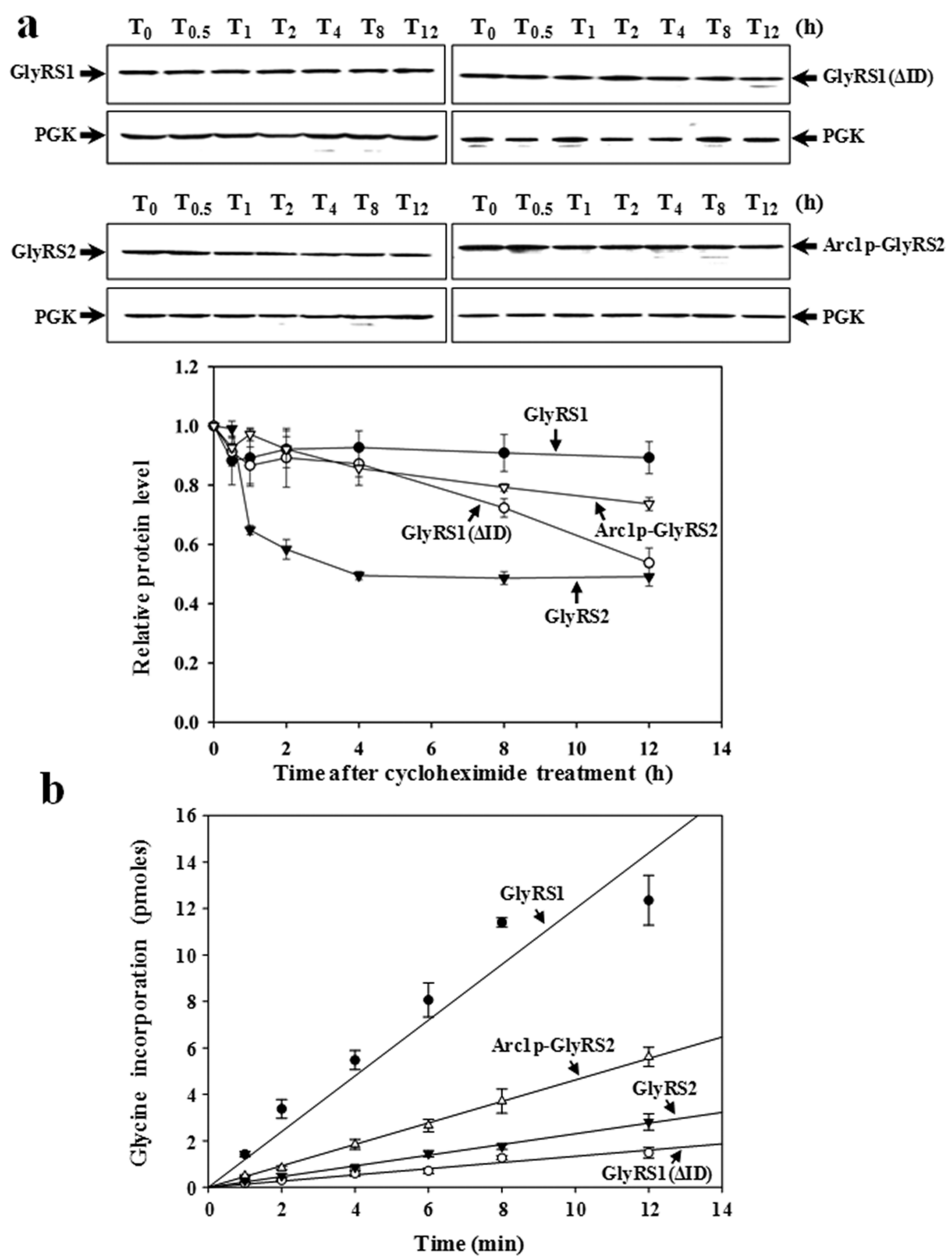 a
T0 T0.5 T1 T2 T4 T8 T12 (h)
T0 T0.5 T1 T2 T4 T8 T12
GlyRS1
GlyRS1(ΔID)
PGK
PGK
T0 T0.5 T1 T2 T4 T8 T12
T0 T0.5 T1 T2 T4 T8 T12 (h)
GlyRS2
Arc1p-GlyRS2
PGK
PGK
1.2
1.0
0.8
0.6
0.4
0.2
0.0
Relative protein level
GlyRS1
GlyRS1(ΔID)
Arc1p-GlyRS2
GlyRS2
0 2 4 6 8 10 12 14
Time after cycloheximide treatment (h)
b
16
14
12
10
8
6
4
2
0
Glycine incorporation (pmoles)
GlyRS1
Arc1p-GlyRS2
GlyRS2
GlyRS1(ΔID)
0 2 4 6 8 10 12 14
Time (min)